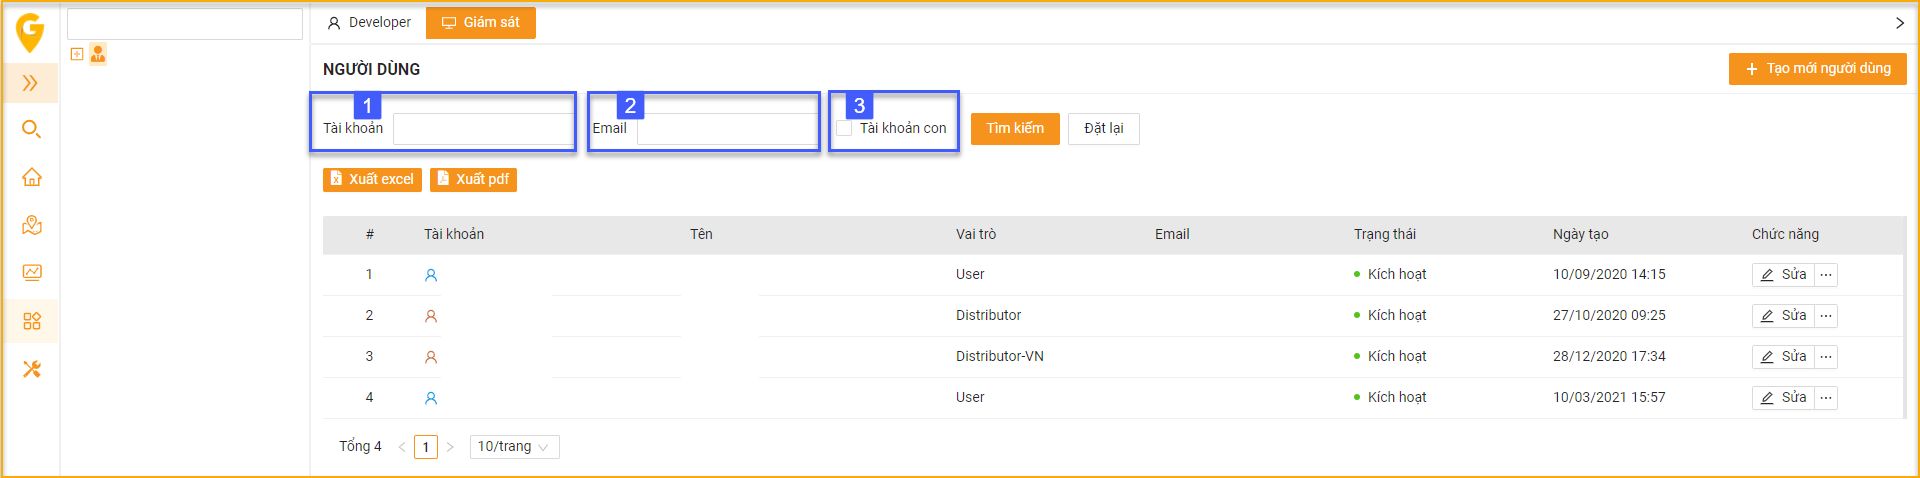 G
Developer Giám sát
NGƯỜI DÙNG
+ Tạo mới người dùng
1 2 3
Tài khoản Email Tài khoản con Tìm kiếm Đặt lại
Xuất excel Xuất pdf
# Tài khoản Tên Vai trò Email Trạng thái Ngày tạo Chức năng
1 User Kích hoạt 10/09/2020 14:15 Sửa ...
2 Distributor Kích hoạt 27/10/2020 09:25 Sửa ...
3 Distributor-VN Kích hoạt 28/12/2020 17:34 Sửa ...
4 User Kích hoạt 10/03/2021 15:57 Sửa ...
Tổng 4 < 1 > 10/trang